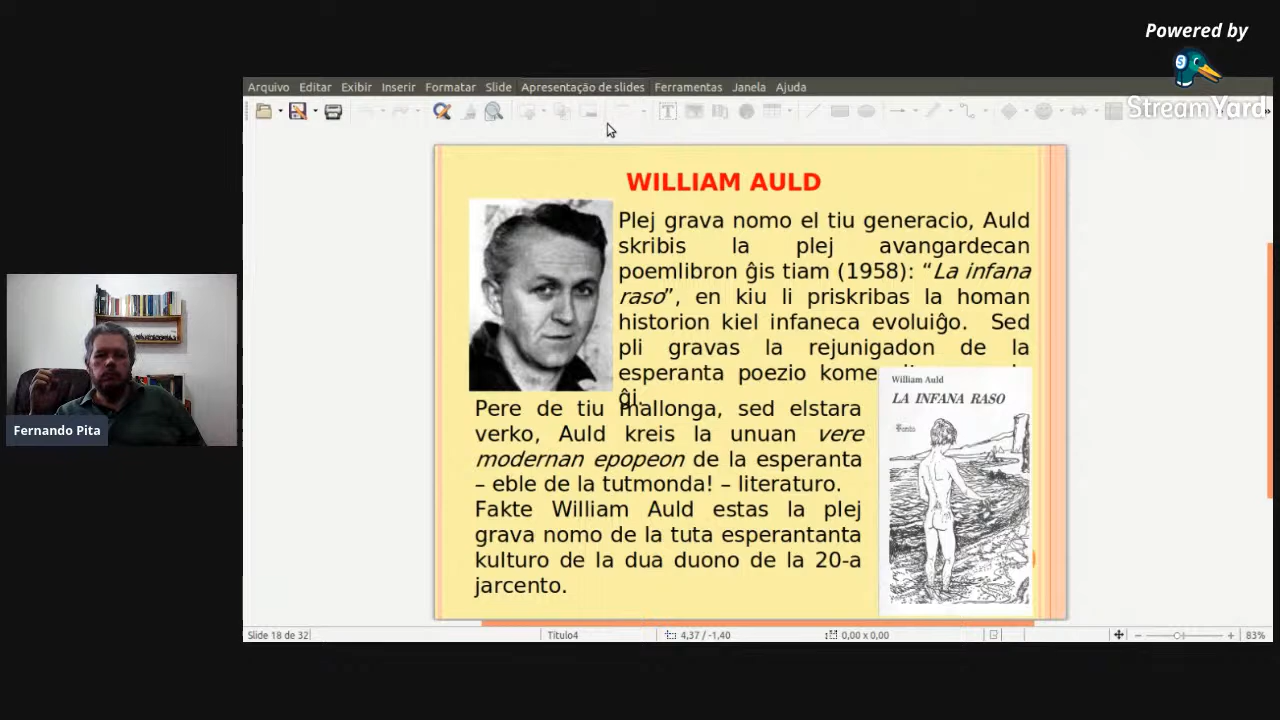 Powered by
StreamYard
Arquivo Editar Exibir Inserir Formatar Slide Apresentação de slides Ferramentas Janela Ajuda
WILLIAM AULD
Plej grava nomo el tiu generacio, Auld
skribis la plej avangardecan
poemlibron ĝis tiam (1958): “La infana
raso”, en kiu li priskribas la homan
historion kiel infaneca evoluiĝo. Sed
pli gravas la rejunigadon de la
esperanta poezio kome
ĝi.
Pere de tiu mallonga, sed elstara
verko, Auld kreis la unuan vere
modernan epopeon de la esperanta
– eble de la tutmonda! – literaturo.
Fakte William Auld estas la plej
grava nomo de la tuta esperantanta
kulturo de la dua duono de la 20-a
jarcento.
William Auld
LA INFANA RASO
Fernando Pita
Slide 18 de 32 Título4 4,37 / -1,40 0,00 x 0,00 83%